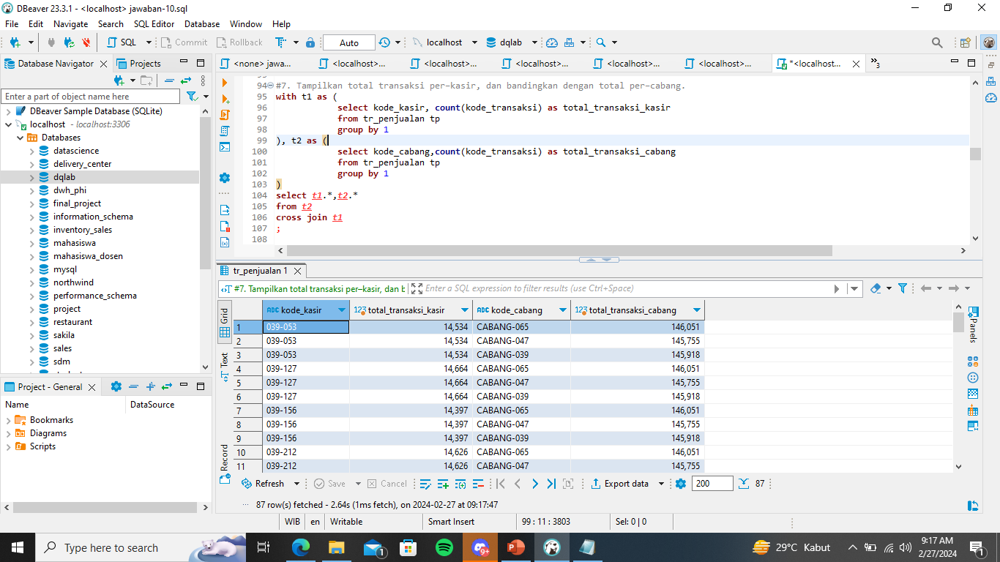 DBeaver 23.3.1 - <localhost> jawaban-10.sql
File Edit Navigate Search SQL Editor Database Window Help
SQL Commit Rollback Auto localhost dqlab
Database Navigator Projects
<none> jawa... <localhost>... <localhost>... <localhost>... <localhost>... <localhost>... *<localhost... 3
Enter a part of object name here
DBeaver Sample Database (SQLite)
localhost - localhost:3306
Databases
datascience
delivery_center
dqlab
dwh_phi
final_project
information_schema
inventory_sales
mahasiswa
mahasiswa_dosen
mysql
northwind
performance_schema
project
restaurant
sakila
sales
sdm
Project - General
Name DataSource
Bookmarks
Diagrams
Scripts
94 #7. Tampilkan total transaksi per-kasir, dan bandingkan dengan total per-cabang.
95 with t1 as (
96 select kode_kasir, count(kode_transaksi) as total_transaksi_kasir
97 from tr_penjualan tp
98 group by 1
99 ), t2 as (
100 select kode_cabang,count(kode_transaksi) as total_transaksi_cabang
101 from tr_penjualan tp
102 group by 1
103 )
104 select t1.*,t2.*
105 from t2
106 cross join t1
107 ;
108
tr_penjualan 1
#7. Tampilkan total transaksi per-kasir, dan b Enter a SQL expression to filter results (use Ctrl+Space)
Grid
Text
Record
Panels
kode_kasir total_transaksi_kasir kode_cabang total_transaksi_cabang
1 039-053 14,534 CABANG-065 146,051
2 039-053 14,534 CABANG-047 145,755
3 039-053 14,534 CABANG-039 145,918
4 039-127 14,664 CABANG-065 146,051
5 039-127 14,664 CABANG-047 145,755
6 039-127 14,664 CABANG-039 145,918
7 039-156 14,397 CABANG-065 146,051
8 039-156 14,397 CABANG-047 145,755
9 039-156 14,397 CABANG-039 145,918
10 039-212 14,626 CABANG-065 146,051
11 039-212 14,626 CABANG-047 145,755
Refresh Save Cancel Export data 200 87
87 row(s) fetched - 2.64s (1ms fetch), on 2024-02-27 at 09:17:47
WIB en Writable Smart Insert 99 : 11 : 3803 Sel: 0 | 0
Type here to search
1
9+
29°C Kabut
9:17 AM
2/27/2024
1